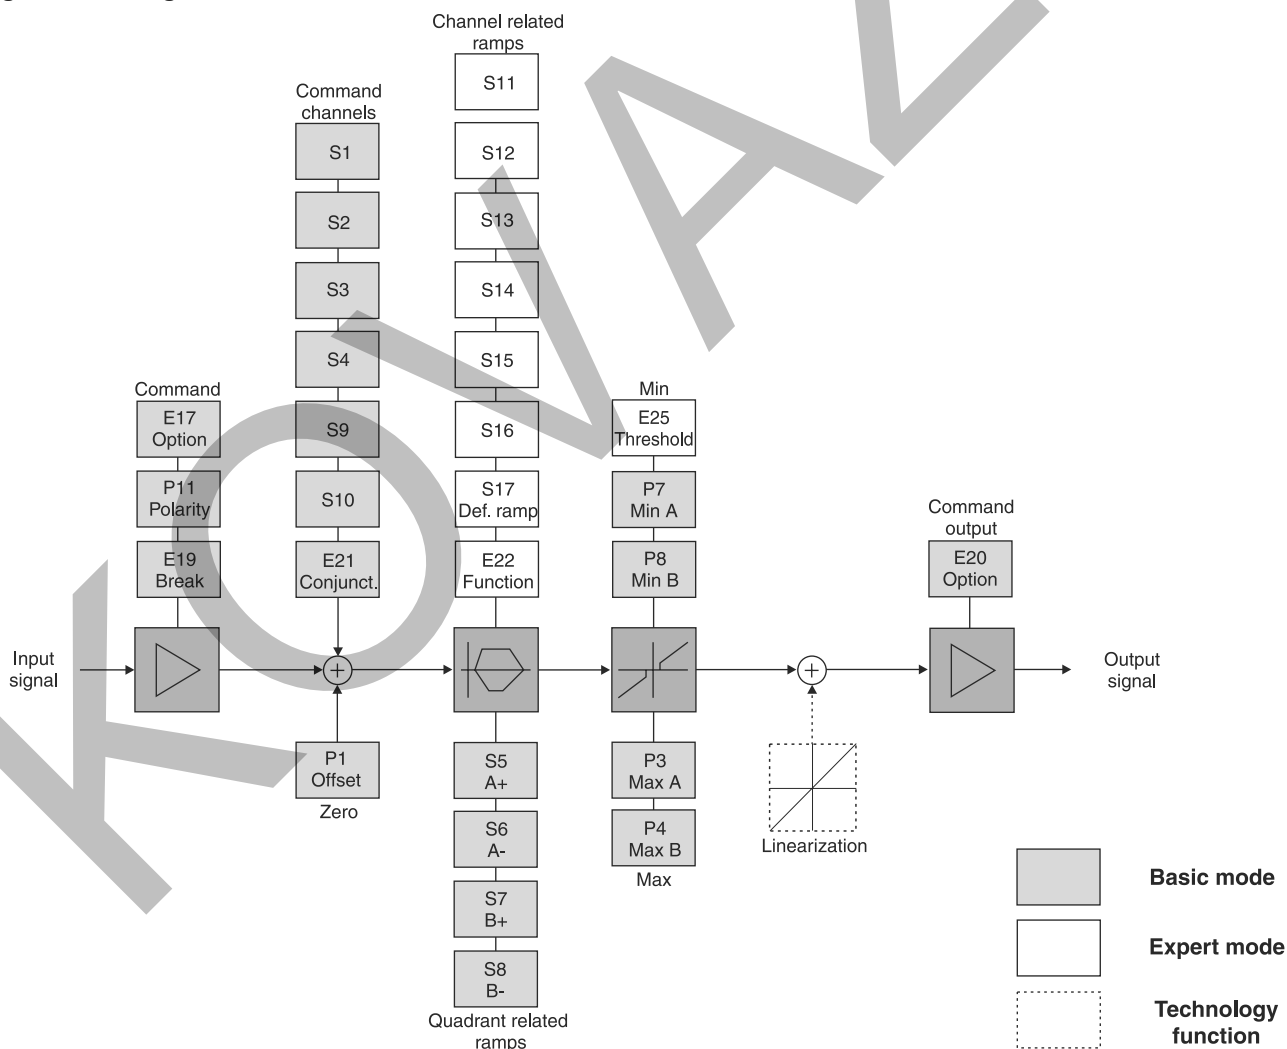 Channel related
ramps
S11
Command
channels
S1
S12
S2
S13
S3
S14
S4
S15
Command
Min
E17
Option
S9
S16
E25
Threshold
P11
Polarity
S10
S17
Def. ramp
P7
Min A
Command
output
E19
Break
E21
Conjunct.
E22
Function
P8
Min B
E20
Option
Input
signal
+
+
Output
signal
P1
Offset
Zero
S5
A+
P3
Max A
S6
A-
P4
Max B
Max
Linearization
S7
B+
S8
B-
Quadrant related
ramps
Basic mode
Expert mode
Technology
function